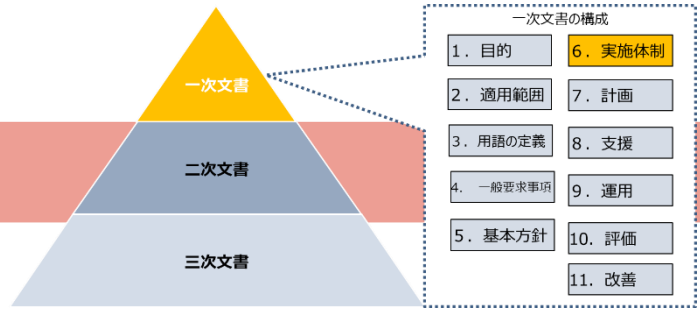 一次文書
二次文書
三次文書
一次文書の構成
1. 目的
2. 適用範囲
3. 用語の定義
4. 一般要求事項
5. 基本方針
6. 実施体制
7. 計画
8. 支援
9. 運用
10. 評価
11. 改善